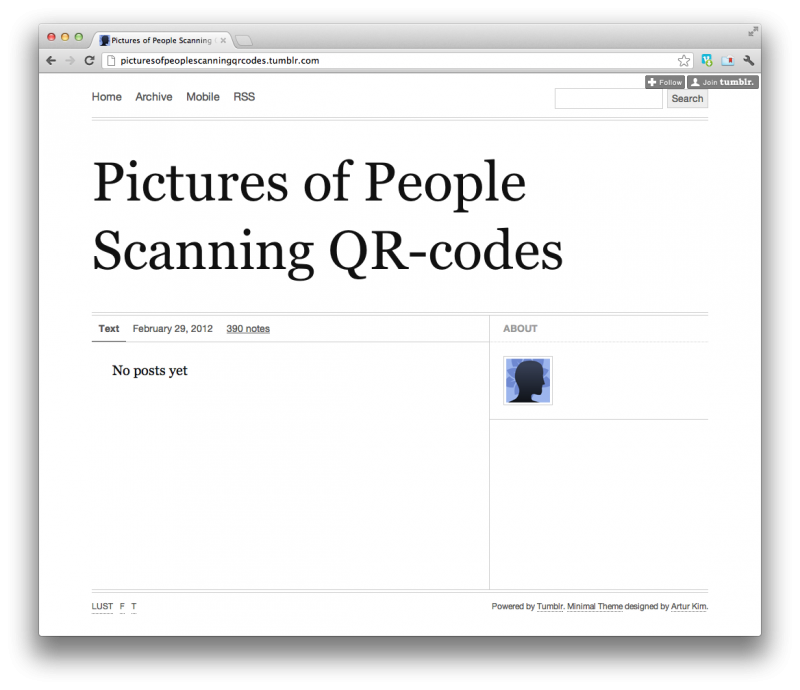 Pictures of People Scanning
picturesofpeoplescanningqrcodes.tumblr.com
Follow
Join tumblr.
Home Archive Mobile RSS
Search
Pictures of People
Scanning QR-codes
Text February 29, 2012 390 notes
ABOUT
No posts yet
LUST F T
Powered by Tumblr. Minimal Theme designed by Artur Kim.